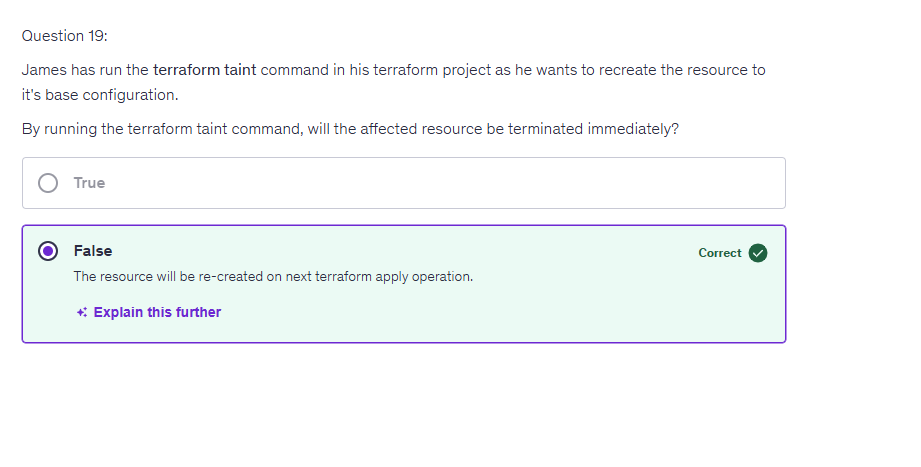 Question 19:
James has run the terraform taint command in his terraform project as he wants to recreate the resource to
it's base configuration.
By running the terraform taint command, will the affected resource be terminated immediately?
True
False
Correct
The resource will be re-created on next terraform apply operation.
Explain this further